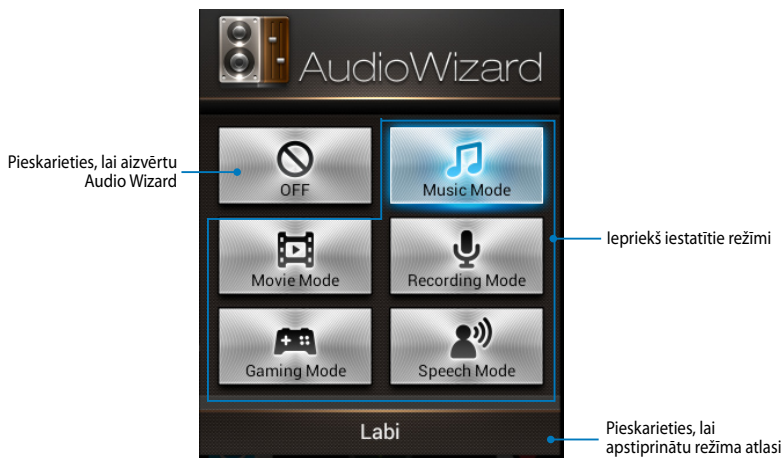 AudioWizard
Pieskarieties, lai aizvērtu
Audio Wizard
OFF
Music Mode
Iepriekš iestatītie režīmi
Movie Mode
Recording Mode
Gaming Mode
Speech Mode
Labi
Pieskarieties, lai
apstiprinātu režīma atlasi